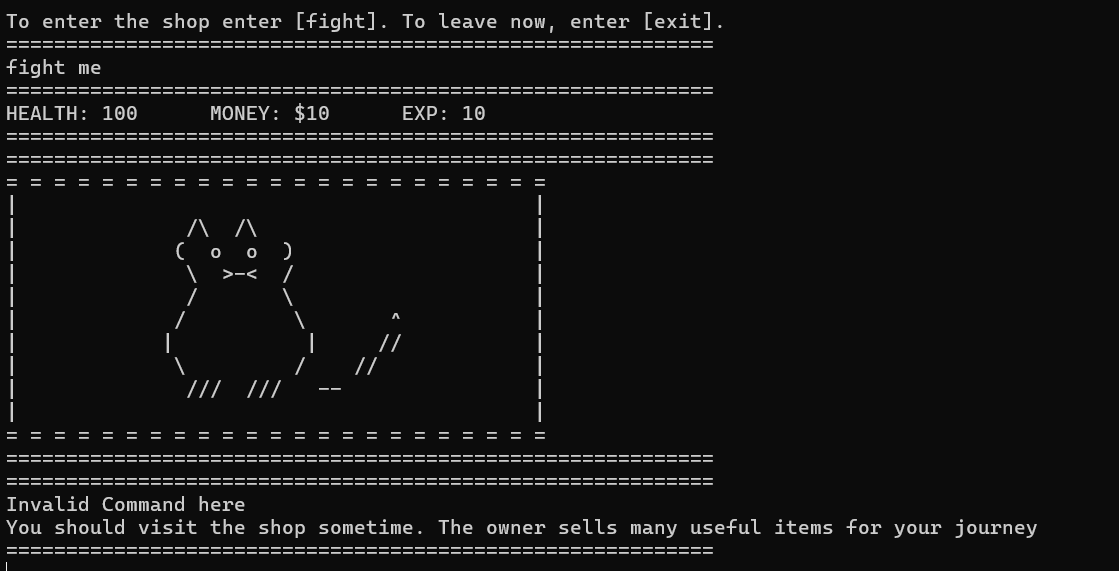 To enter the shop enter [fight]. To leave now, enter [exit].
===========================================================
fight me
===========================================================
HEALTH: 100      MONEY: $10      EXP: 10
===========================================================
===========================================================
= = = = = = = = = = = = = = = = = = = = = = =
|                                           |
|              /\  /\                       |
|             (  o  o  )                    |
|              \  >-<  /                    |
|              /       \                    |
|             /         \       ^           |
|            |           |     //           |
|             \         /    //             |
|              ///  ///   --                |
|                                           |
= = = = = = = = = = = = = = = = = = = = = = =
===========================================================
===========================================================
Invalid Command here
You should visit the shop sometime. The owner sells many useful items for your journey
===========================================================